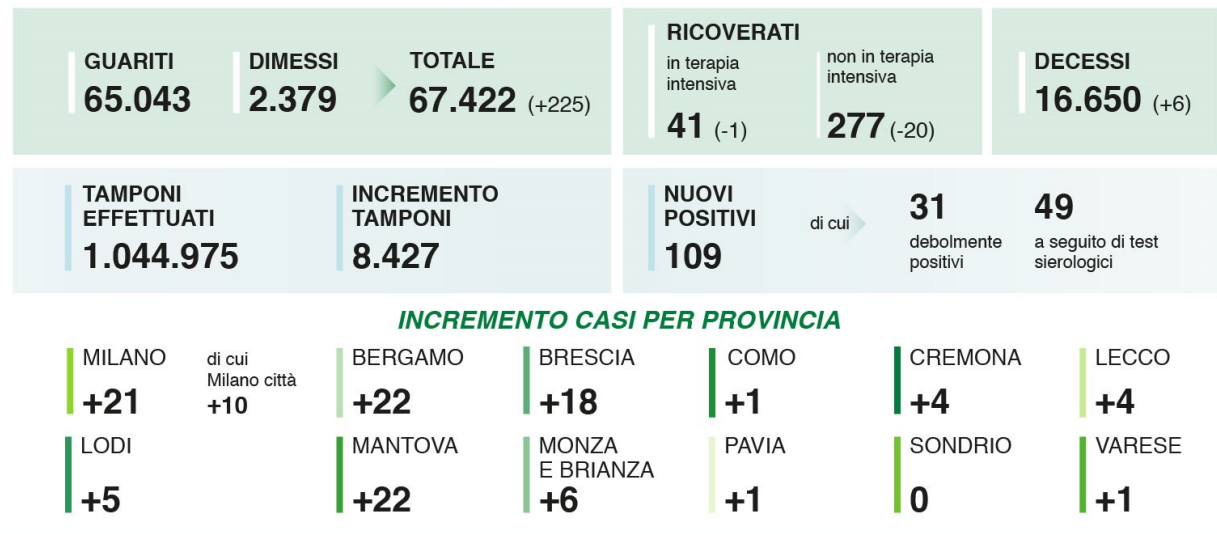 GUARITI
65.043
DIMESSI
2.379
TOTALE
67.422 (+225)
RICOVERATI
in terapia
intensiva
41 (-1)
non in terapia
intensiva
277 (-20)
DECESSI
16.650 (+6)
TAMPONI
EFFETTUATI
1.044.975
INCREMENTO
TAMPONI
8.427
NUOVI
POSITIVI
109
di cui
31
debolmente
positivi
49
a seguito di test
sierologici
INCREMENTO CASI PER PROVINCIA
MILANO
+21
di cui
Milano città
+10
BERGAMO
+22
BRESCIA
+18
COMO
+1
CREMONA
+4
LECCO
+4
LODI
+5
MANTOVA
+22
MONZA
E BRIANZA
+6
PAVIA
+1
SONDRIO
0
VARESE
+1